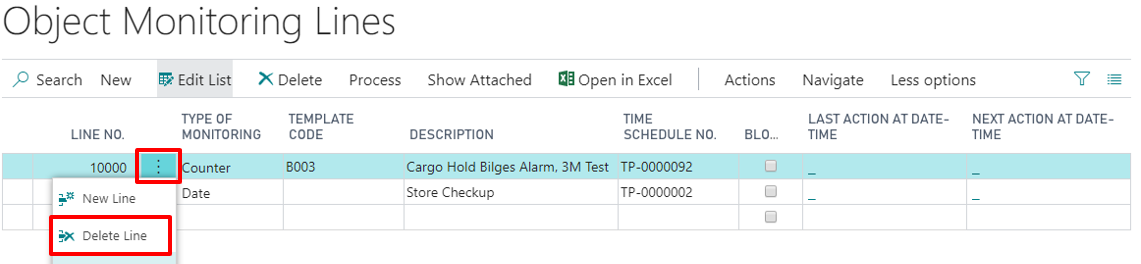 Object Monitoring Lines
Search New Edit List Delete Process Show Attached Open in Excel Actions Navigate Less options
LINE NO. TYPE OF MONITORING TEMPLATE CODE DESCRIPTION TIME SCHEDULE NO. BLO... LAST ACTION AT DATE-TIME NEXT ACTION AT DATE-TIME
10000 Counter B003 Cargo Hold Bilges Alarm, 3M Test TP-0000092 _ _
Date Store Checkup TP-0000002 _ _
New Line
Delete Line